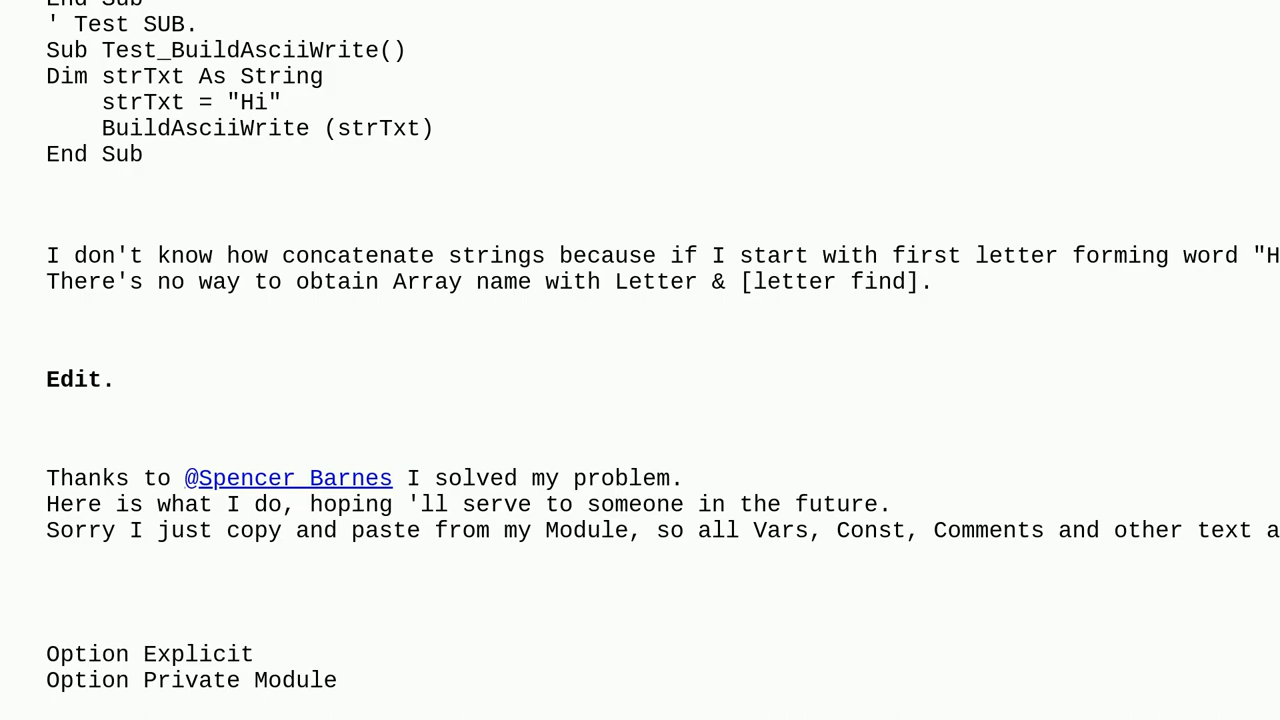 End Sub
' Test SUB.
Sub Test_BuildAsciiWrite()
Dim strTxt As String
    strTxt = "Hi"
    BuildAsciiWrite (strTxt)
End Sub
I don't know how concatenate strings because if I start with first letter forming word "H
There's no way to obtain Array name with Letter & [letter find].
Edit.
Thanks to @Spencer Barnes I solved my problem.
Here is what I do, hoping 'll serve to someone in the future.
Sorry I just copy and paste from my Module, so all Vars, Const, Comments and other text a
Option Explicit
Option Private Module